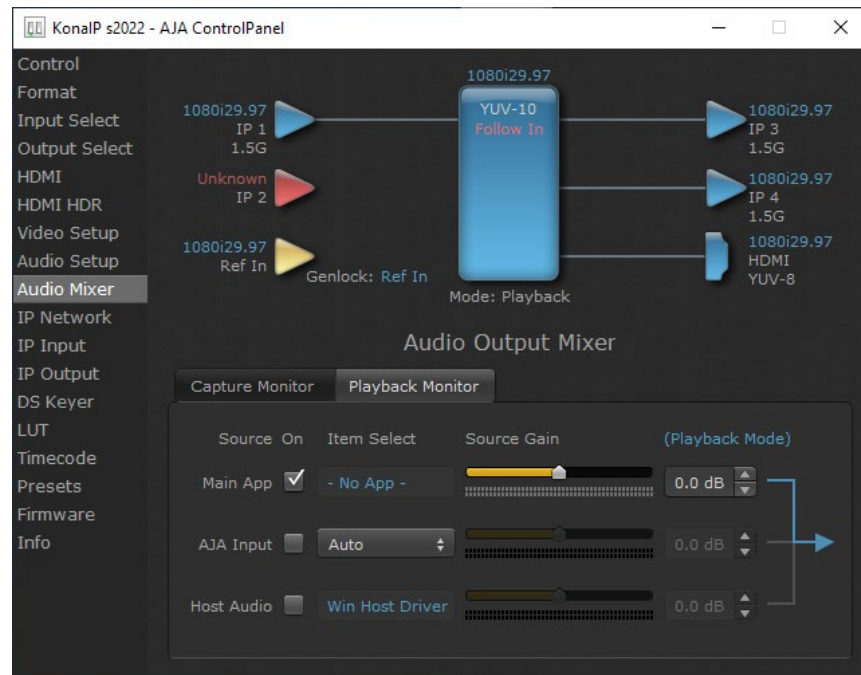 KonaIP s2022 - AJA ControlPanel
Control
Format
Input Select
Output Select
HDMI
HDMI HDR
Video Setup
Audio Setup
Audio Mixer
IP Network
IP Input
IP Output
DS Keyer
LUT
Timecode
Presets
Firmware
Info
1080i29.97
IP 1
1.5G
Unknown
IP 2
1080i29.97
Ref In
Genlock: Ref In
1080i29.97
YUV-10
Follow In
Mode: Playback
1080i29.97
IP 3
1.5G
1080i29.97
IP 4
1.5G
1080i29.97
HDMI
YUV-8
Audio Output Mixer
Capture Monitor Playback Monitor
Source On Item Select Source Gain (Playback Mode)
Main App - No App - 0.0 dB
AJA Input Auto 0.0 dB
Host Audio Win Host Driver 0.0 dB